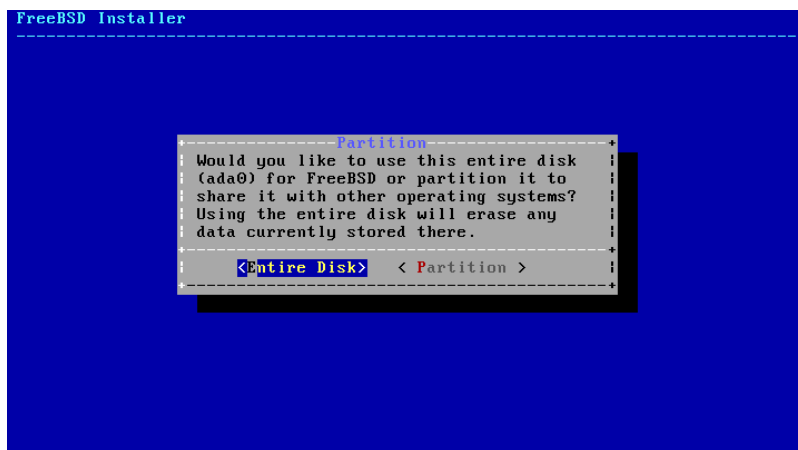 FreeBSD Installer
Partition
Would you like to use this entire disk
(ada0) for FreeBSD or partition it to
share it with other operating systems?
Using the entire disk will erase any
data currently stored there.
<Entire Disk> < Partition >